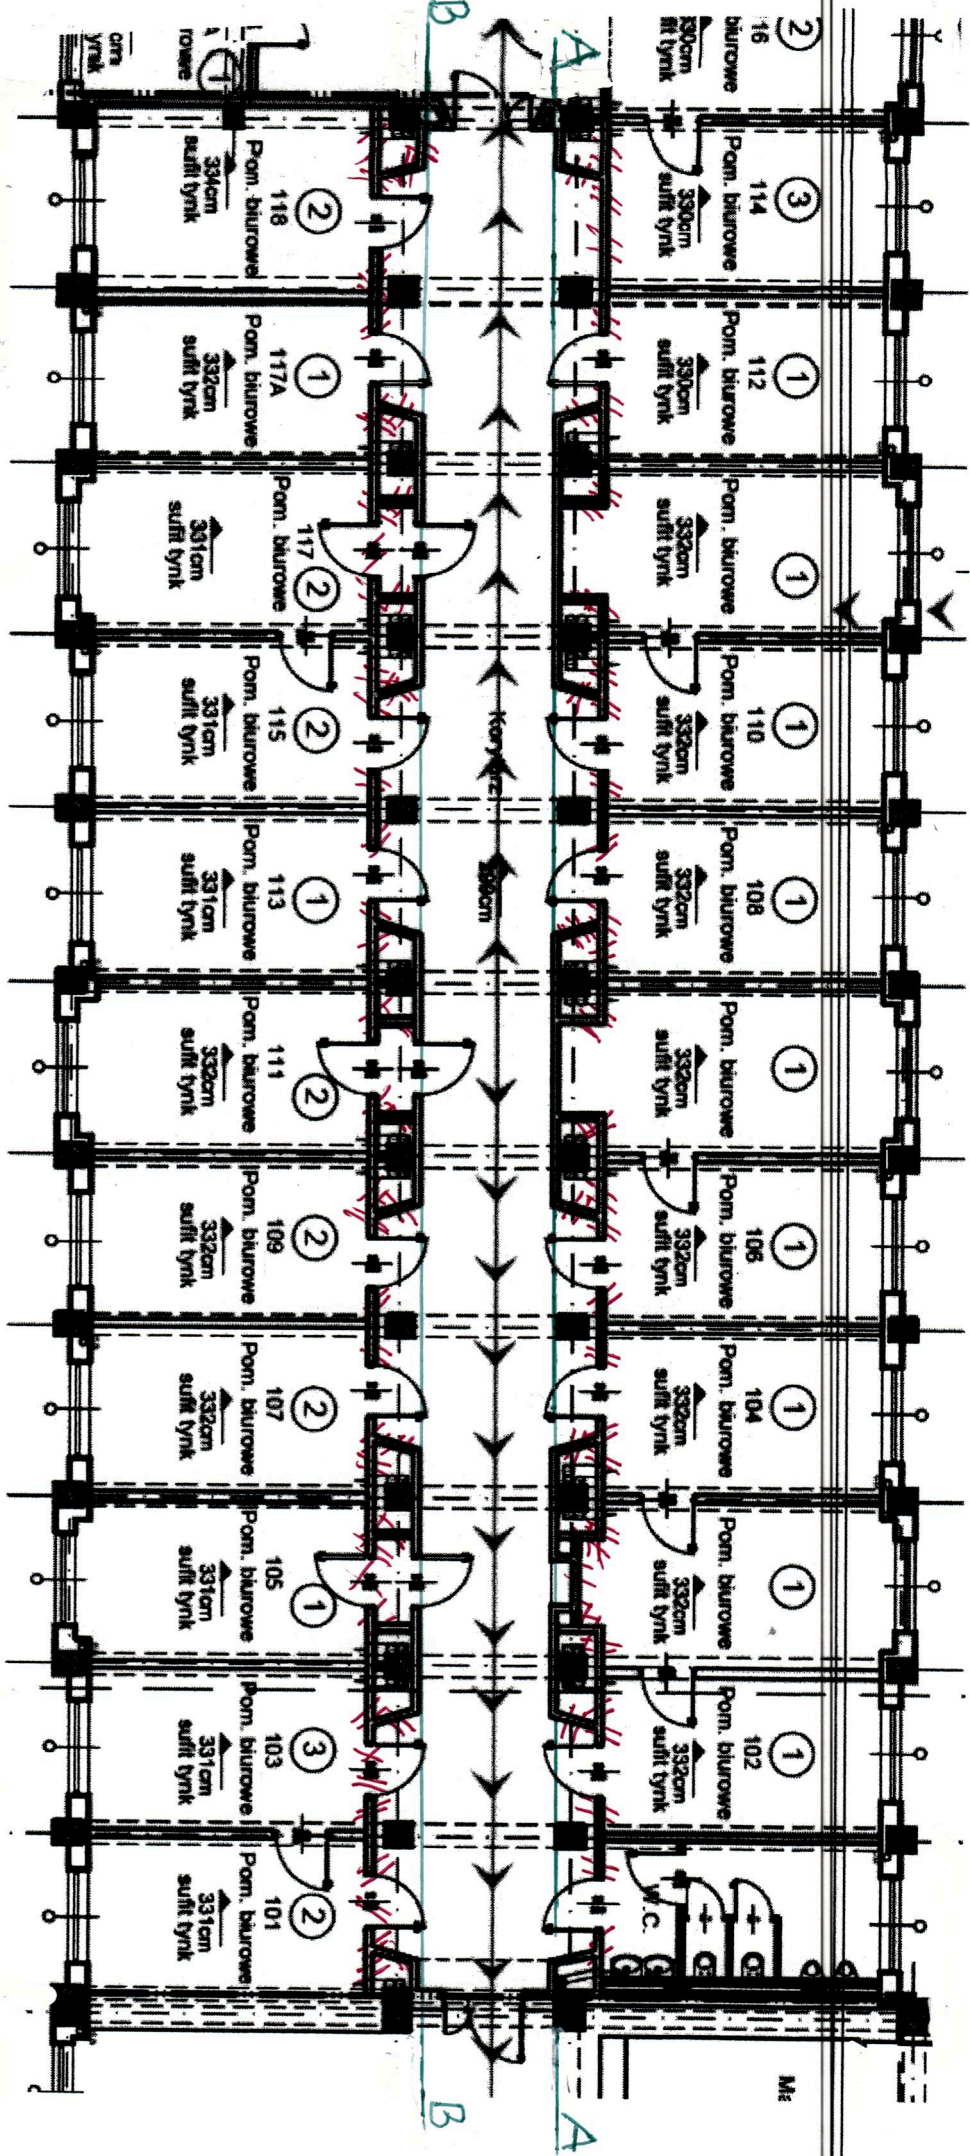 B
A
2
16
biurowe
330cm
fit tynk
1
3
114
Pom. biurowe
330cm
sufit tynk
1
112
Pom. biurowe
330cm
sufit tynk
1
Pom. biurowe
332cm
sufit tynk
1
110
Pom. biurowe
332cm
sufit tynk
1
108
Pom. biurowe
332cm
sufit tynk
1
Pom. biurowe
332cm
sufit tynk
1
106
Pom. biurowe
332cm
sufit tynk
1
104
Pom. biurowe
332cm
sufit tynk
1
Pom. biurowe
332cm
sufit tynk
1
102
Pom. biurowe
332cm
sufit tynk
W.C.
Korytarz
2
118
Pom. biurowe
334cm
sufit tynk
1
117A
Pom. biurowe
332cm
sufit tynk
2
117
Pom. biurowe
331cm
sufit tynk
2
115
Pom. biurowe
331cm
sufit tynk
1
113
Pom. biurowe
331cm
sufit tynk
2
111
Pom. biurowe
332cm
sufit tynk
2
109
Pom. biurowe
332cm
sufit tynk
2
107
Pom. biurowe
332cm
sufit tynk
1
105
Pom. biurowe
331cm
sufit tynk
3
103
Pom. biurowe
331cm
sufit tynk
2
101
Pom. biurowe
331cm
sufit tynk
B
A